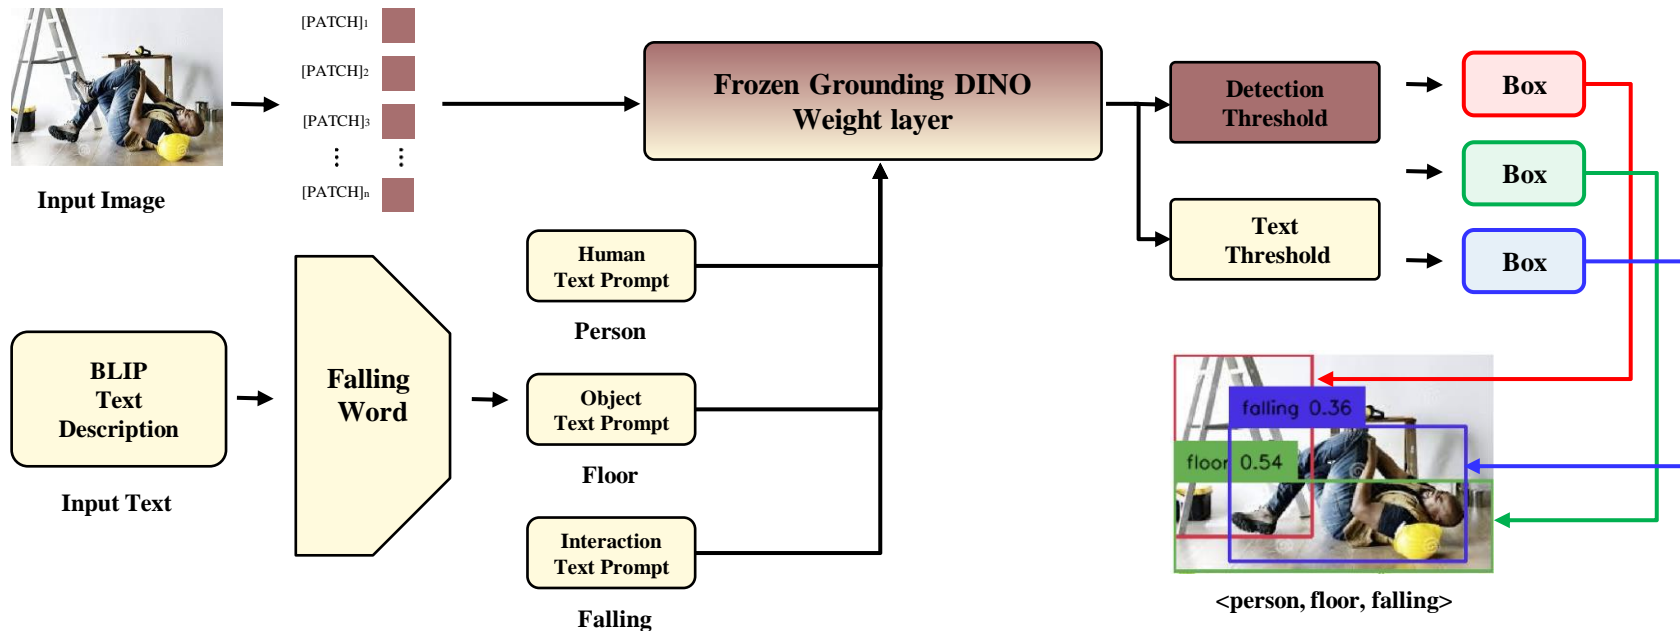 [PATCH]1
[PATCH]2
[PATCH]3
[PATCH]n
Input Image
Frozen Grounding DINO
Weight layer
Detection
Threshold
Text
Threshold
Box
Box
Box
BLIP
Text
Description
Input Text
Falling
Word
Human
Text Prompt
Person
Object
Text Prompt
Floor
Interaction
Text Prompt
Falling
falling 0.36
floor 0.54
<person, floor, falling>